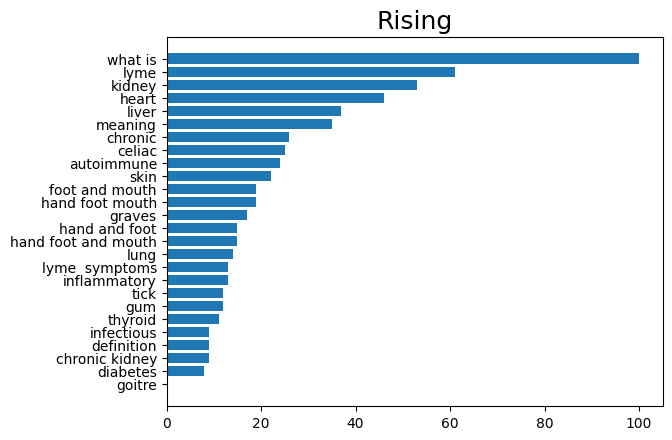 Rising
what is
lyme
kidney
heart
liver
meaning
chronic
celiac
autoimmune
skin
foot and mouth
hand foot mouth
graves
hand and foot
hand foot and mouth
lung
lyme  symptoms
inflammatory
tick
gum
thyroid
infectious
definition
chronic kidney
diabetes
goitre
0 20 40 60 80 100